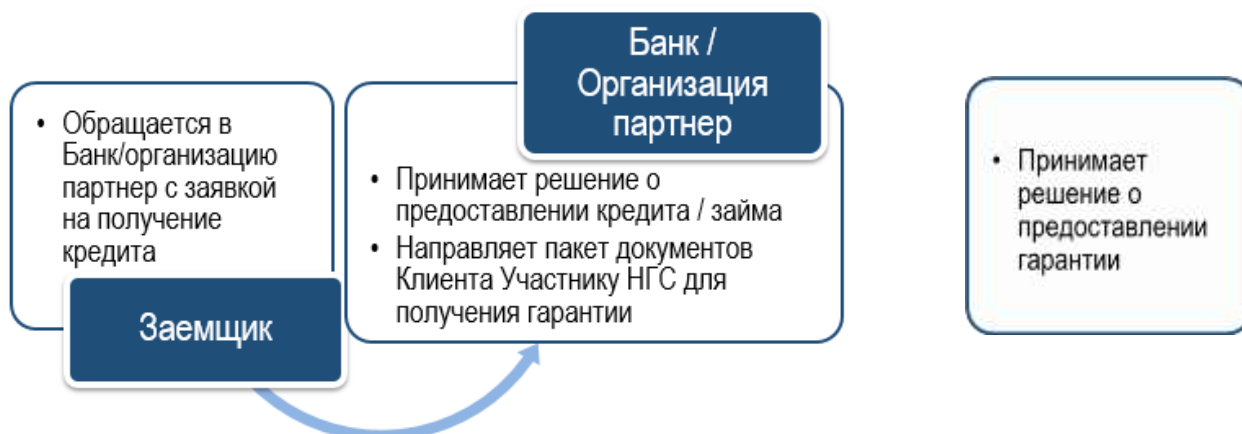 • Обращается в
Банк/организацию
партнер с заявкой
на получение
кредита
Заемщик
Банк /
Организация
партнер
• Принимает решение о
предоставлении кредита / займа
• Направляет пакет документов
Клиента Участнику НГС для
получения гарантии
• Принимает
решение о
предоставлении
гарантии